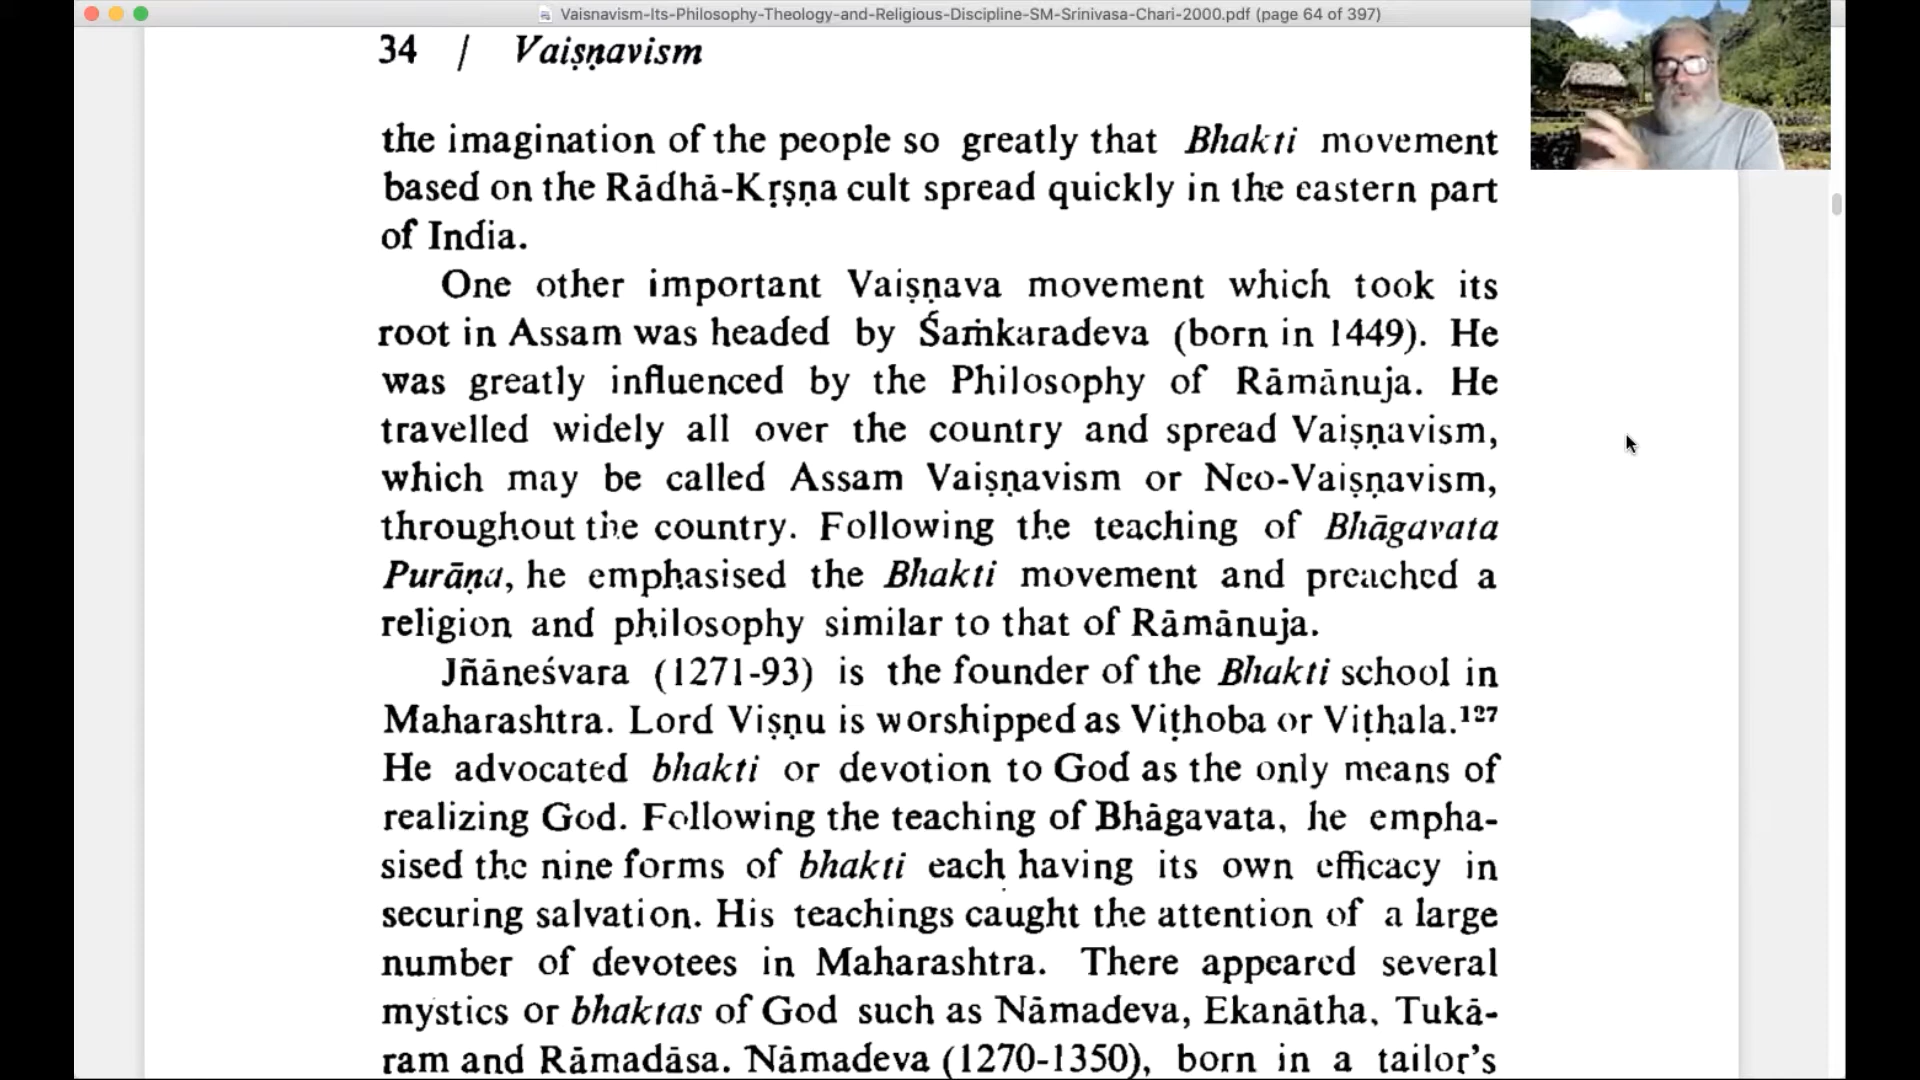 Vaisnavism-Its-Philosophy-Theology-and-Religious-Discipline-SM-Srinivasa-Chari-2000.pdf (page 64 of 397)
34 / Vaiṣṇavism
the imagination of the people so greatly that Bhakti movement
based on the Rādhā-Kṛṣṇa cult spread quickly in the eastern part
of India.
One other important Vaiṣṇava movement which took its
root in Assam was headed by Śaṁkaradeva (born in 1449). He
was greatly influenced by the Philosophy of Rāmānuja. He
travelled widely all over the country and spread Vaiṣṇavism,
which may be called Assam Vaiṣṇavism or Neo-Vaiṣṇavism,
throughout the country. Following the teaching of Bhāgavata
Purāṇa, he emphasised the Bhakti movement and preached a
religion and philosophy similar to that of Rāmānuja.
Jñāneśvara (1271-93) is the founder of the Bhakti school in
Maharashtra. Lord Viṣṇu is worshipped as Viṭhoba or Viṭhala.¹²⁷
He advocated bhakti or devotion to God as the only means of
realizing God. Following the teaching of Bhāgavata, he empha-
sised the nine forms of bhakti each having its own efficacy in
securing salvation. His teachings caught the attention of a large
number of devotees in Maharashtra. There appeared several
mystics or bhaktas of God such as Nāmadeva, Ekanātha, Tukā-
ram and Rāmadāsa. Nāmadeva (1270-1350), born in a tailor's